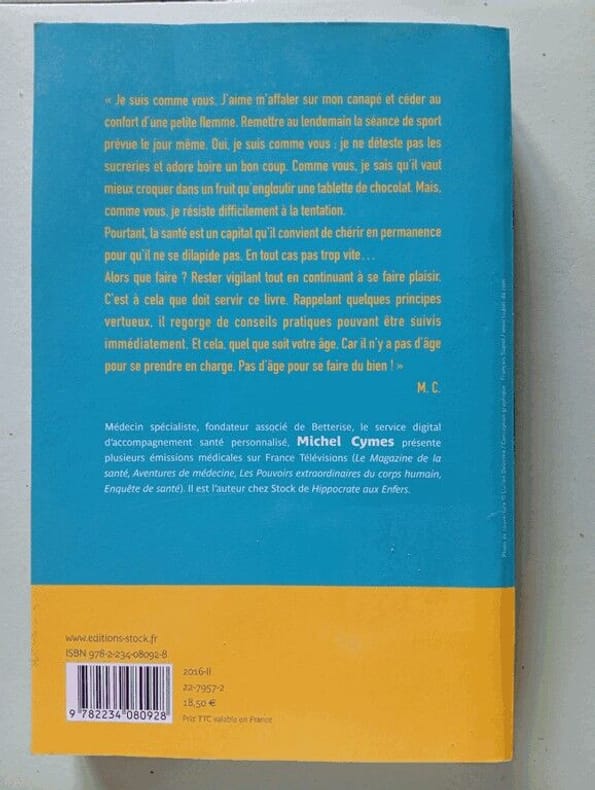 « Je suis comme vous. J'aime m'affaler sur mon canapé et céder au
confort d'une petite flemme. Remettre au lendemain la séance de sport
prévue le jour même. Oui, je suis comme vous : je ne déteste pas les
sucreries et adore boire un bon coup. Comme vous, je sais qu'il vaut
mieux croquer dans un fruit qu'engloutir une tablette de chocolat. Mais,
comme vous, je résiste difficilement à la tentation.
Pourtant, la santé est un capital qu'il convient de chérir en permanence
pour qu'il ne se dilapide pas. En tout cas pas trop vite…
Alors que faire ? Rester vigilant tout en continuant à se faire plaisir.
C'est à cela que doit servir ce livre. Rappelant quelques principes
vertueux, il regorge de conseils pratiques pouvant être suivis
immédiatement. Et cela, quel que soit votre âge. Car il n'y a pas d'âge
pour se prendre en charge. Pas d'âge pour se faire du bien ! »
M. C.
Médecin spécialiste, fondateur associé de Betterise, le service digital
d'accompagnement santé personnalisé, Michel Cymes présente
plusieurs émissions médicales sur France Télévisions (Le Magazine de la
santé, Aventures de médecine, Les Pouvoirs extraordinaires du corps humain,
Enquête de santé). Il est l'auteur chez Stock de Hippocrate aux Enfers.
www.editions-stock.fr
ISBN 978-2-234-08092-8
9 782234 080928
2016-II
22-7957-2
18,50 €
Prix TTC valable en France